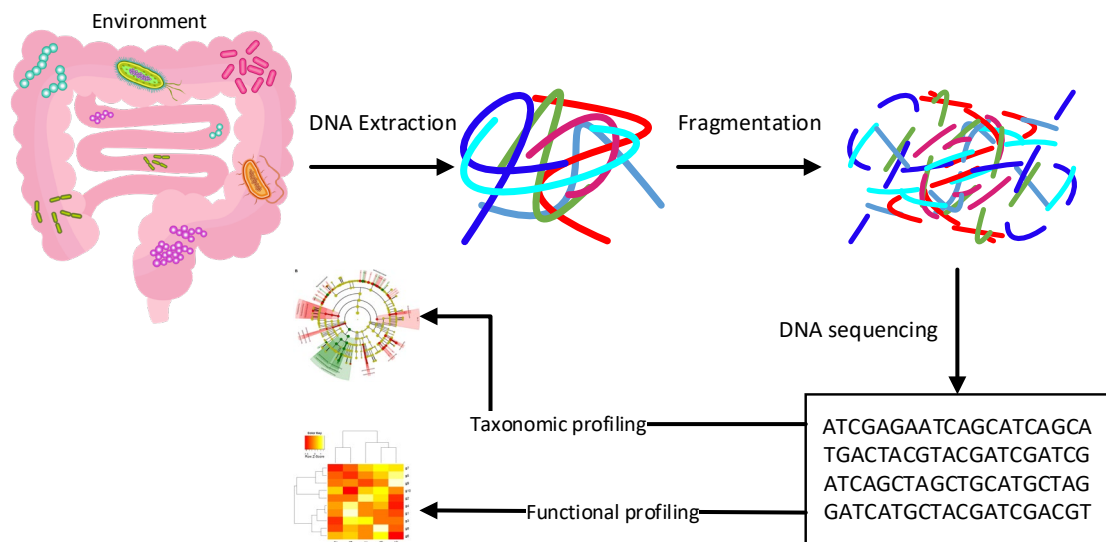 Environment
DNA Extraction
Fragmentation
DNA sequencing
Taxonomic profiling
Functional profiling
ATCGAGAATCAGCATCAGCA
TGACTACGTACGATCGATCG
ATCAGCTAGCTGCATGCTAG
GATCATGCTACGATCGACGT